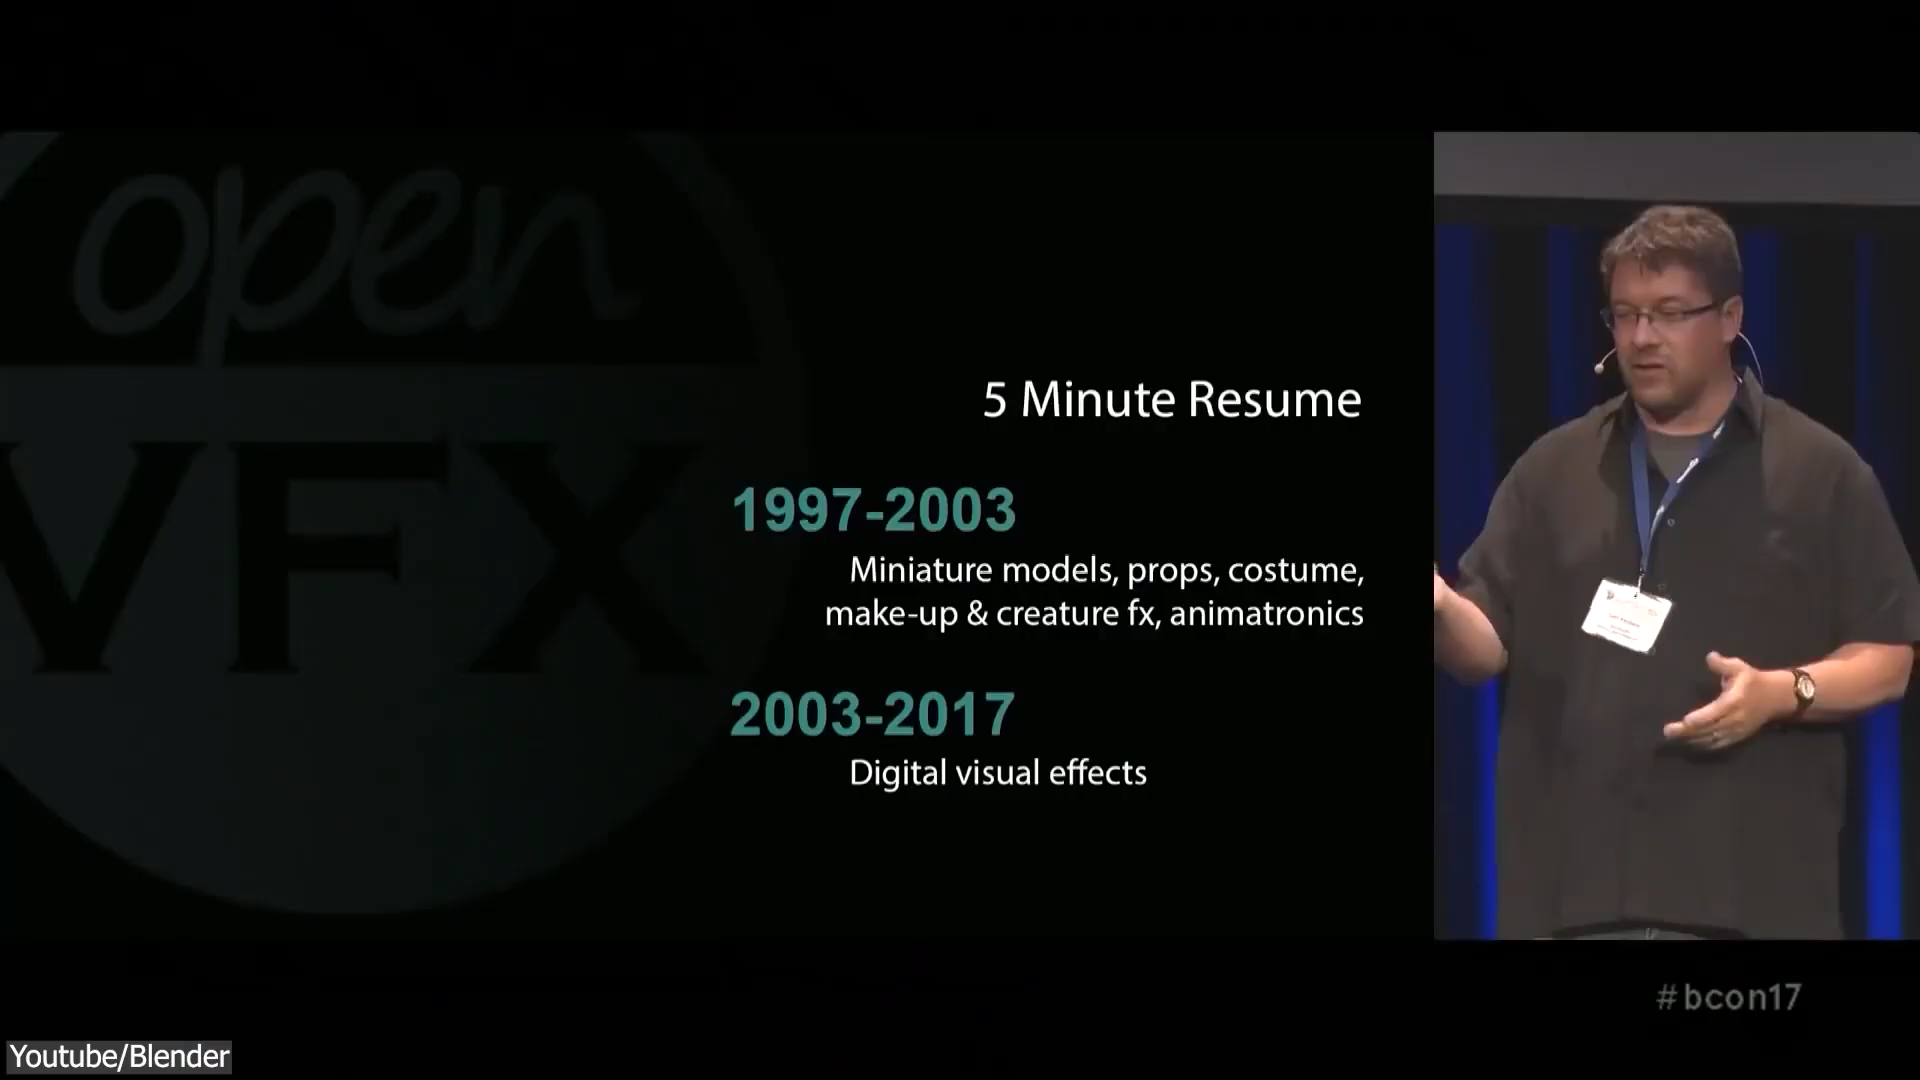 open
VFX
5 Minute Resume
1997-2003
Miniature models, props, costume,
make-up & creature fx, animatronics
2003-2017
Digital visual effects
#bcon17
Youtube/Blender